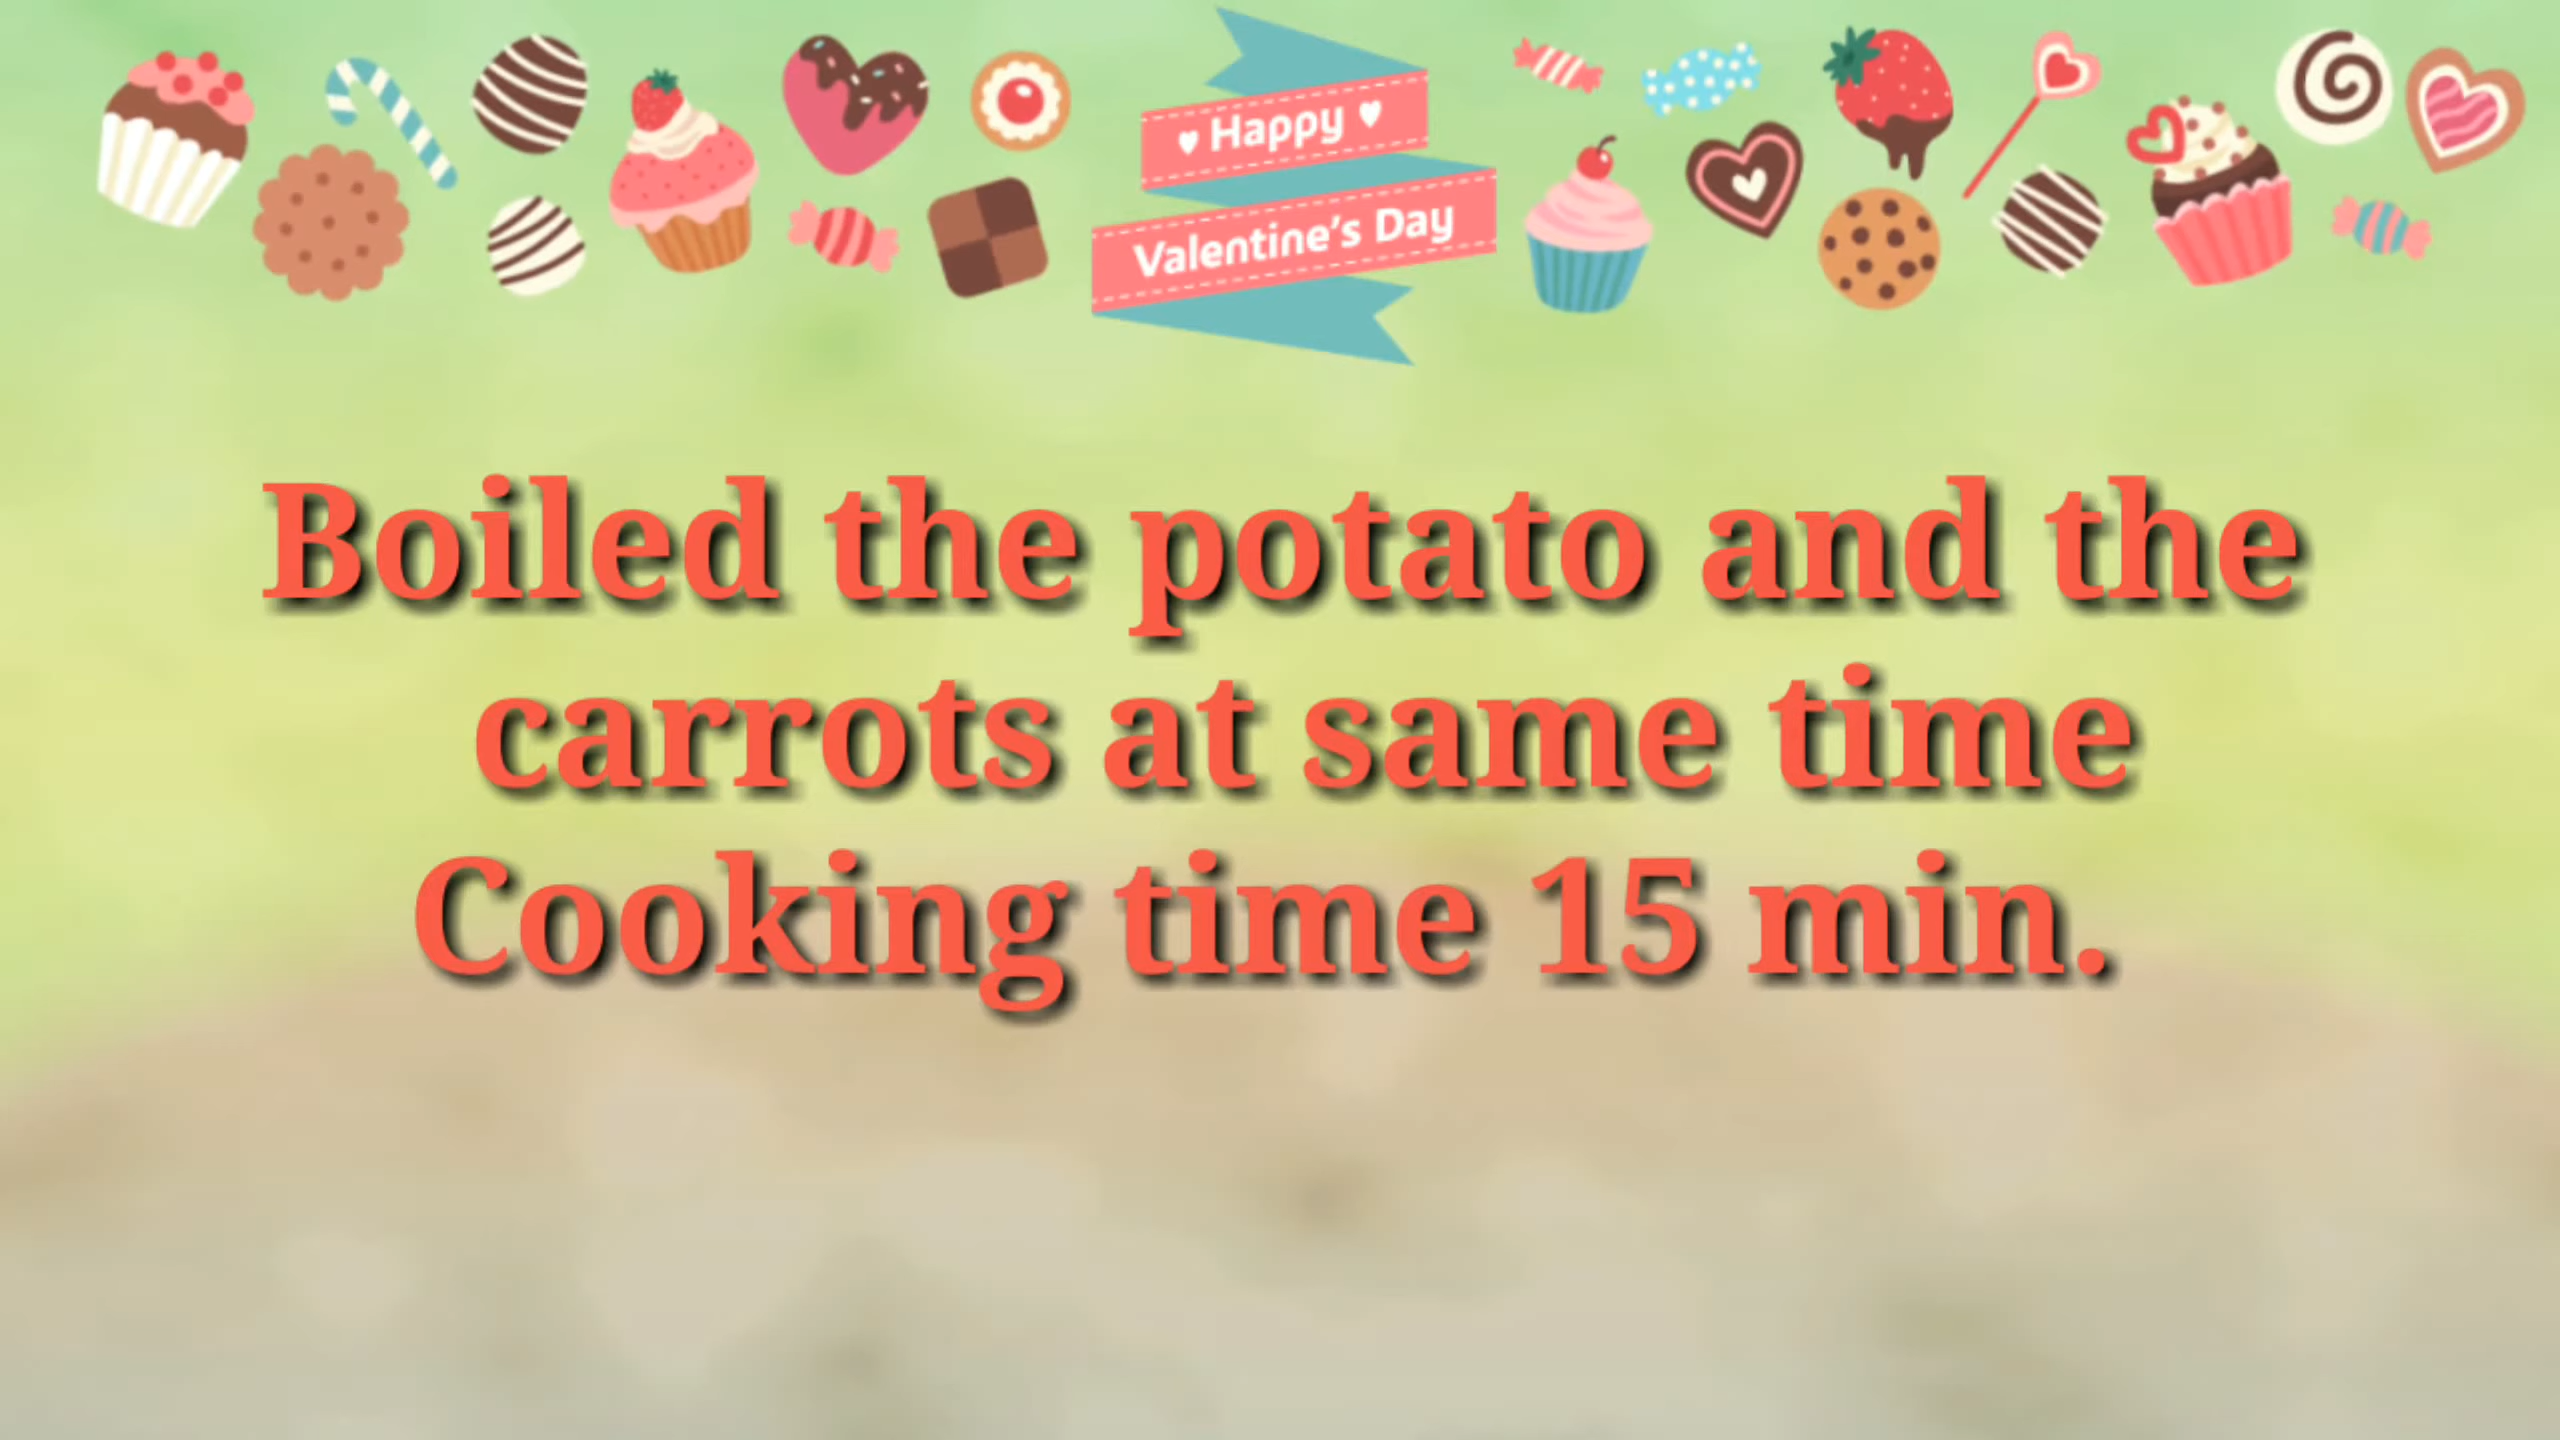 Happy
Valentine's Day
Boiled the potato and the
carrots at same time
Cooking time 15 min.